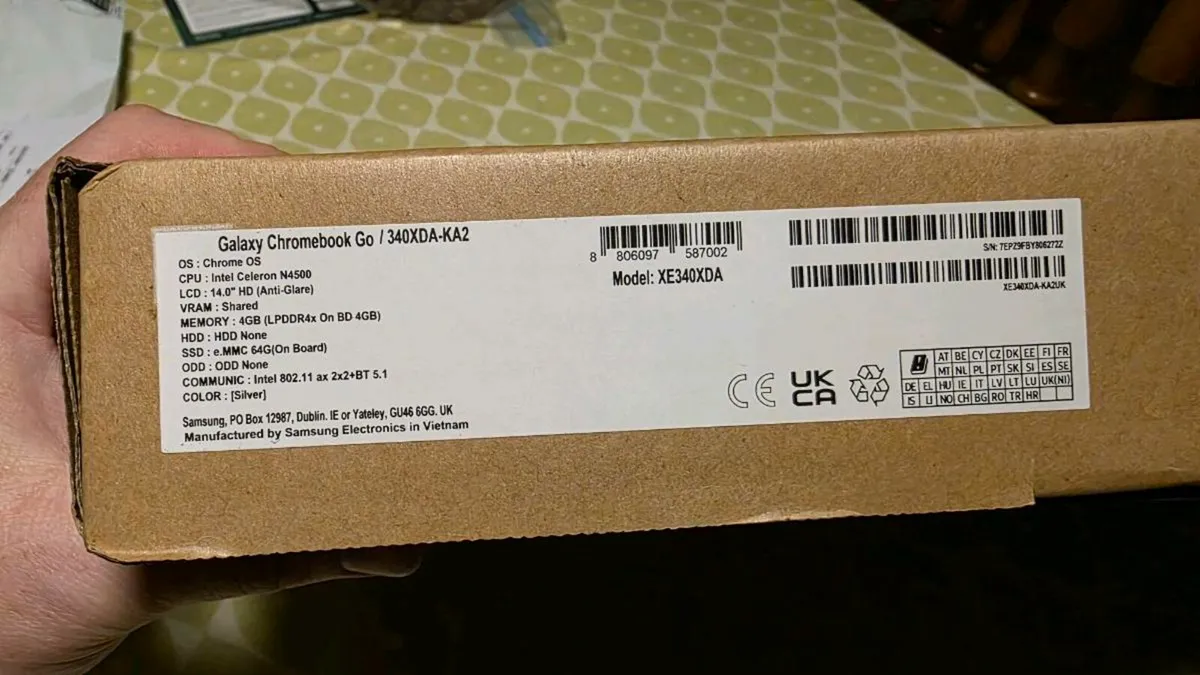 Galaxy Chromebook Go / 340XDA-KA2
OS : Chrome OS
CPU : Intel Celeron N4500
LCD : 14.0" HD (Anti-Glare)
VRAM : Shared
MEMORY : 4GB (LPDDR4x On BD 4GB)
HDD : HDD None
SSD : e.MMC 64G(On Board)
ODD : ODD None
COMMUNIC : Intel 802.11 ax 2x2+BT 5.1
COLOR : [Silver]
Samsung, PO Box 12987, Dublin. IE or Yateley, GU46 6GG. UK
Manufactured by Samsung Electronics in Vietnam
8 806097 587002
Model: XE340XDA
S/N: 7EPZ9FBY806272Z
XE340XDA-KA2UK
CE
UK
CA
AT BE CY CZ DK EE FI FR
MT NL PL PT SK SI ES SE
DE EL HU IE IT LV LT LU UK(NI)
IS LI NO CH BG RO TR HR